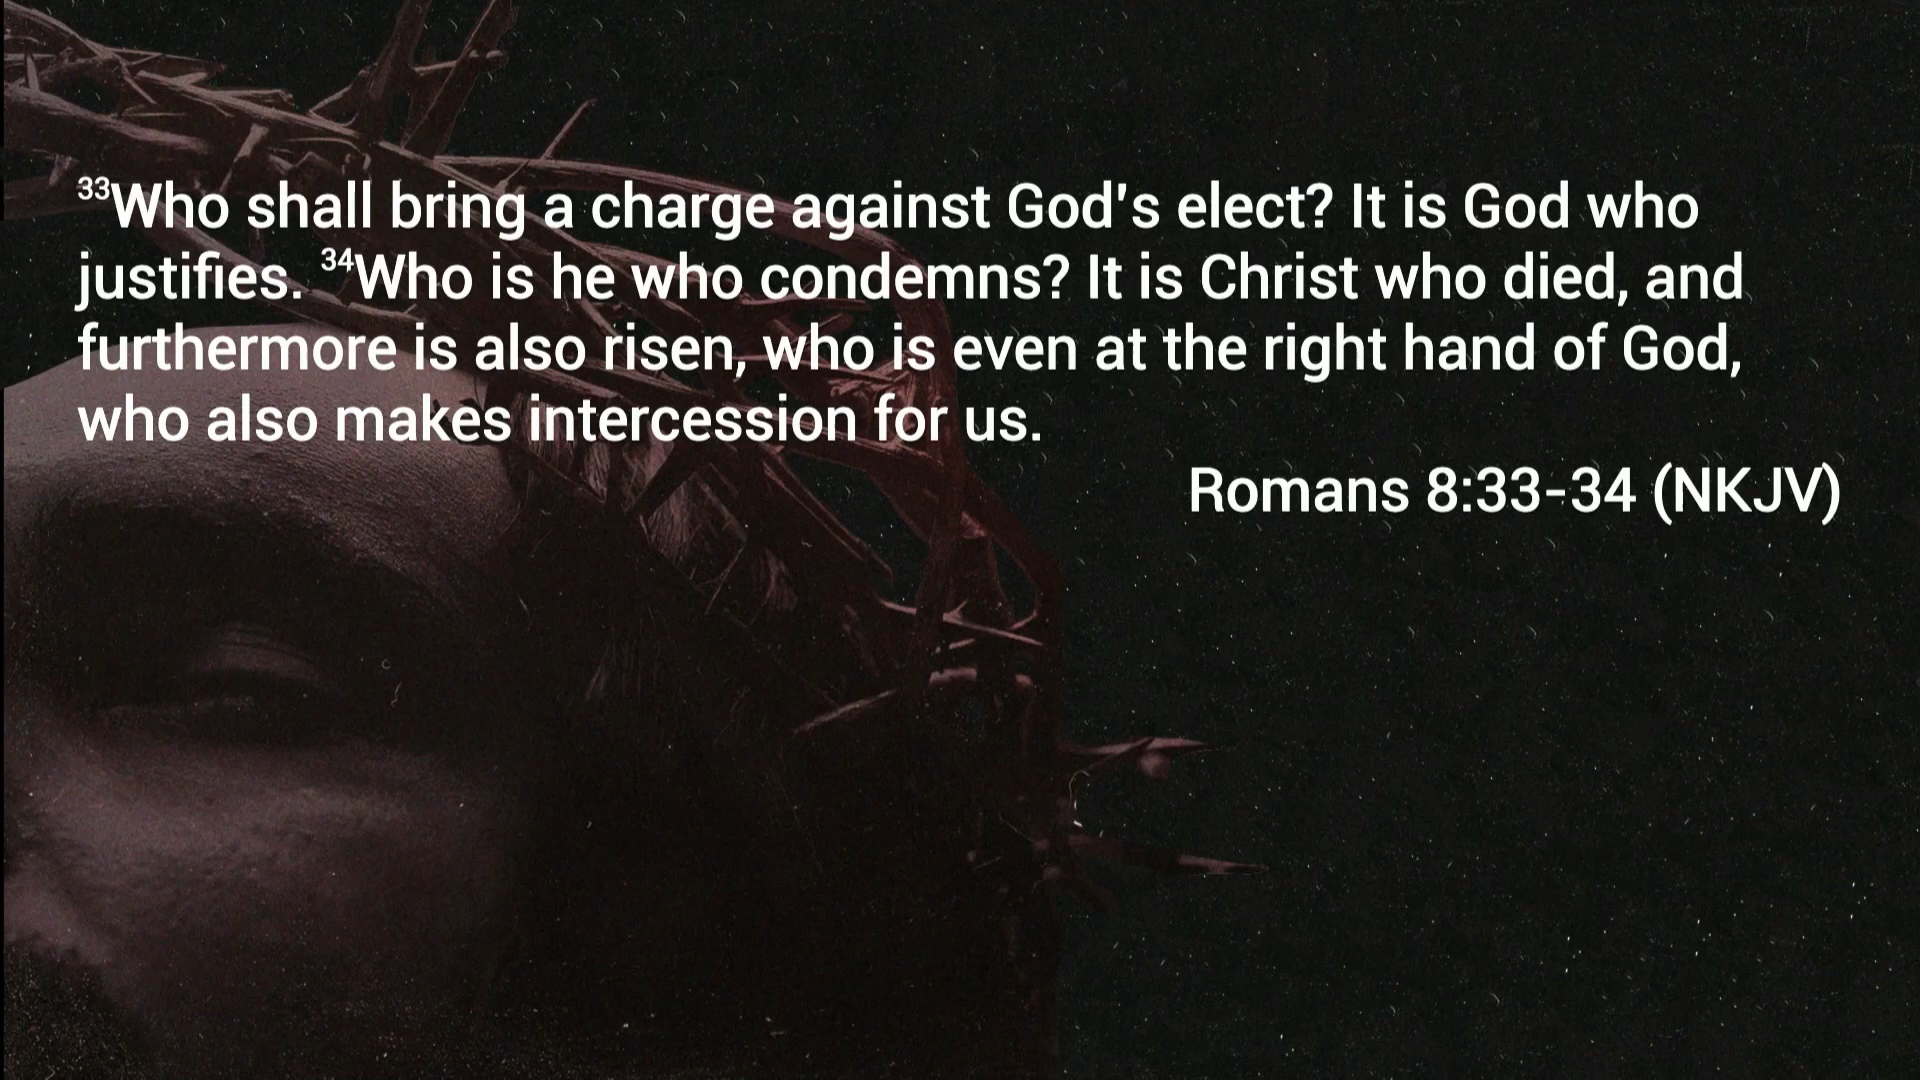 ³³Who shall bring a charge against God's elect? It is God who
justifies. ³⁴Who is he who condemns? It is Christ who died, and
furthermore is also risen, who is even at the right hand of God,
who also makes intercession for us.
Romans 8:33-34 (NKJV)